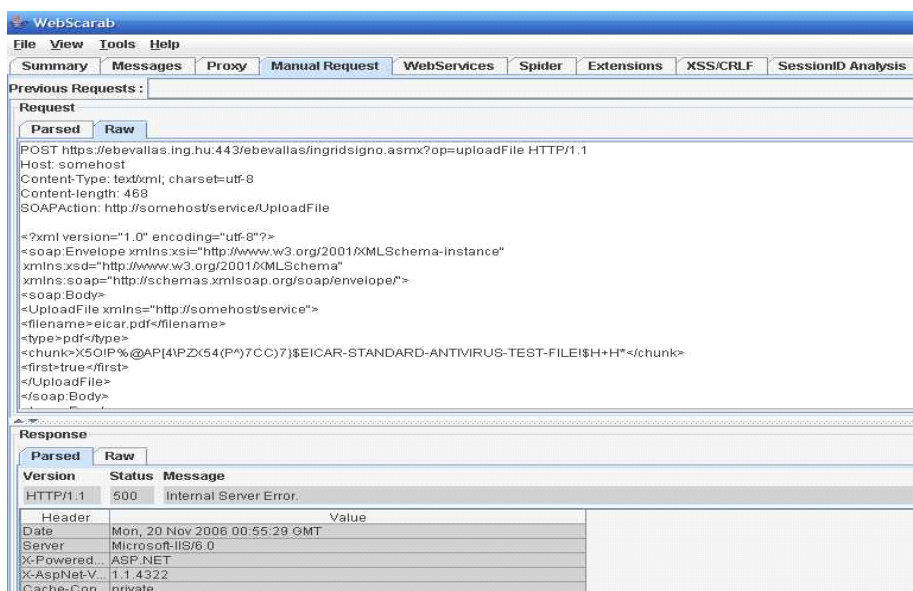 WebScarab
File View Tools Help
Summary Messages Proxy Manual Request WebServices Spider Extensions XSS/CRLF SessionID Analysis
Previous Requests :
Request
Parsed Raw
POST https://ebevallas.ing.hu:443/ebevallas/ingridsigno.asmx?op=uploadFile HTTP/1.1
Host: somehost
Content-Type: text/xml; charset=utf-8
Content-length: 468
SOAPAction: http://somehost/service/UploadFile
<?xml version="1.0" encoding="utf-8"?>
<soap:Envelope xmlns:xsi="http://www.w3.org/2001/XMLSchema-instance"
xmlns:xsd="http://www.w3.org/2001/XMLSchema"
xmlns:soap="http://schemas.xmlsoap.org/soap/envelope/">
<soap:Body>
<UploadFile xmlns="http://somehost/service">
<filename>eicar.pdf</filename>
<type>pdf</type>
<chunk>X5O!P%@AP[4\PZX54(P^)7CC)7}$EICAR-STANDARD-ANTIVIRUS-TEST-FILE!$H+H*</chunk>
<first>true</first>
</UploadFile>
</soap:Body>
Response
Parsed Raw
Version Status Message
HTTP/1.1 500 Internal Server Error.
Header Value
Date Mon, 20 Nov 2006 00:55:29 GMT
Server Microsoft-IIS/6.0
X-Powered... ASP.NET
X-AspNet-V... 1.1.4322
Cache-Con... private